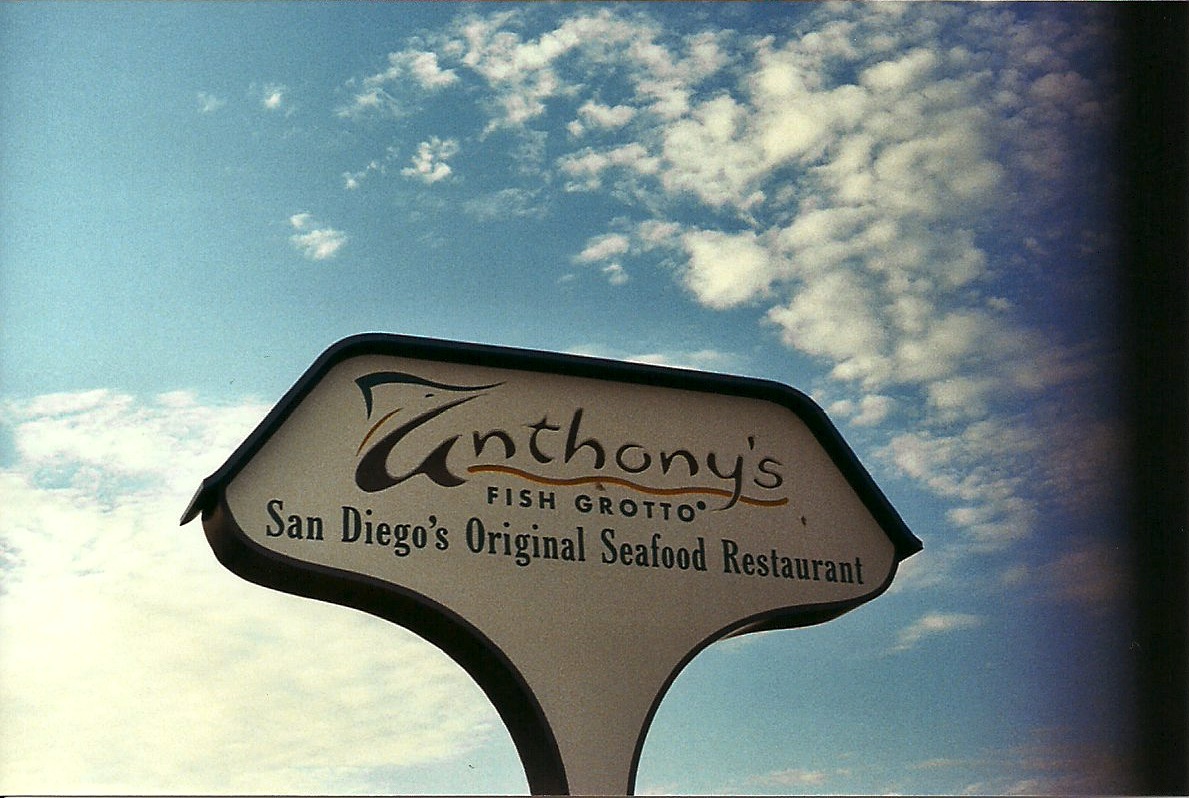 Anthony's
FISH GROTTO®
San Diego's Original Seafood Restaurant